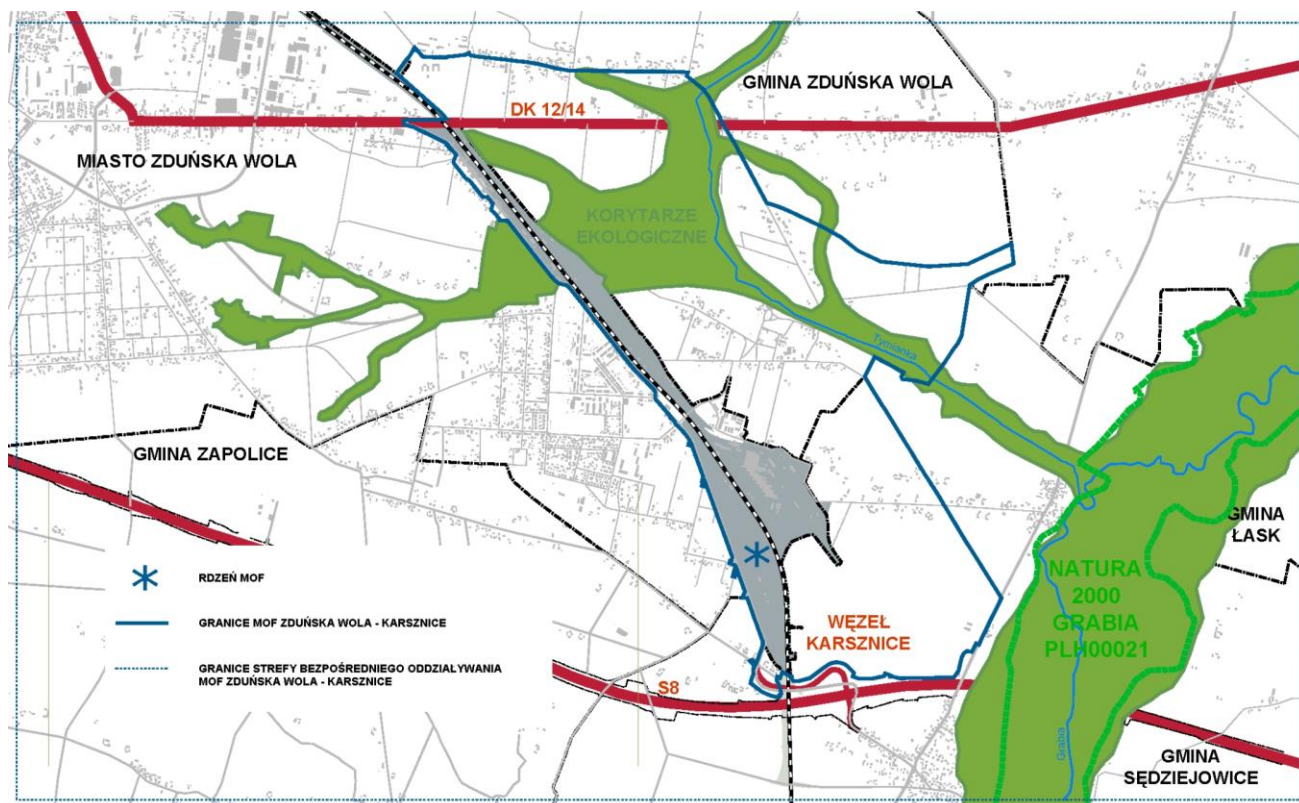 GMINA ZDUŃSKA WOLA
DK 12/14
MIASTO ZDUŃSKA WOLA
KORYTARZE
EKOLOGICZNE
Tymianka
GMINA ZAPOLICE
GMINA
ŁASK
NATURA
2000
GRABIA
PLH00021
RDZEŃ MOF
GRANICE MOF ZDUŃSKA WOLA - KARSZNICE
WĘZEŁ
KARSZNICE
GRANICE STREFY BEZPOŚREDNIEGO ODDZIAŁYWANIA
MOF ZDUŃSKA WOLA - KARSZNICE
S8
Grabia
GMINA
SĘDZIEJOWICE